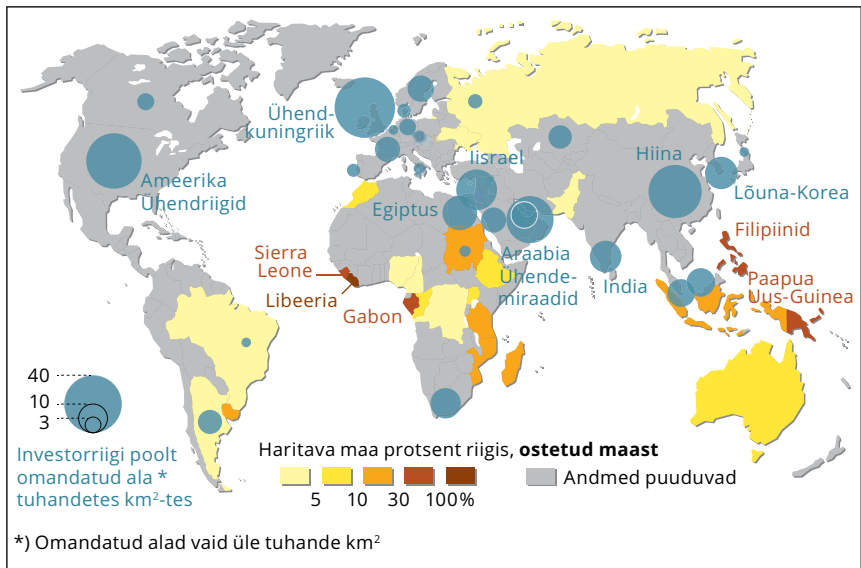 Ühend-
kuningriik
Iisrael
Hiina
Ameerika
Ühendriigid
Lõuna-Korea
Egiptus
Filipiinid
Sierra
Leone
Araabia
Ühende-
miraadid
India
Paapua
Uus-Guinea
Libeeria
Gabon
40
10
3
Investorriigi poolt
omandatud ala *
tuhandetes km²-tes
Haritava maa protsent riigis, ostetud maast
5 10 30 100%
Andmed puuduvad
*) Omandatud alad vaid üle tuhande km²